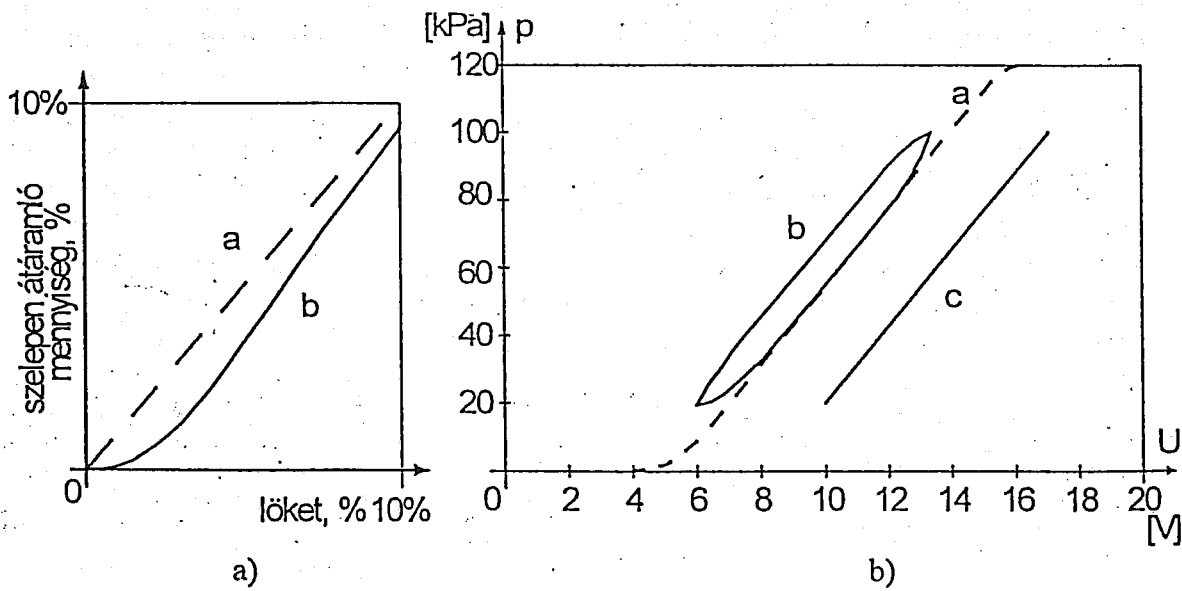 10%
szelepen átáramló
mennyiség, %
a
b
0
löket, % 10%
a)
[kPa] p
120
100
80
60
40
20
a
b
c
0 2 4 6 8 10 12 14 16 18 20
U
[V]
b)